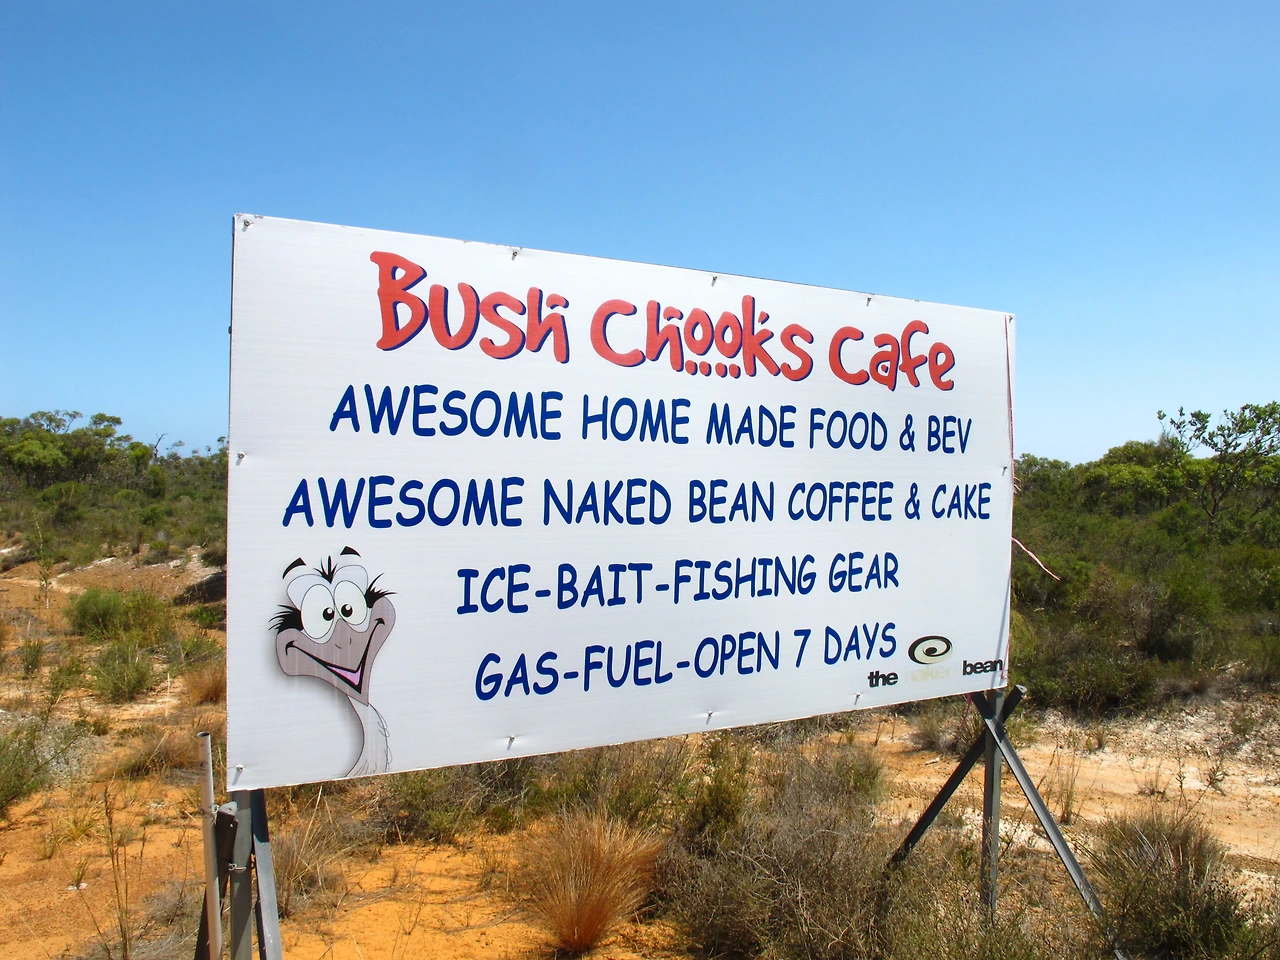 Bush Chooks Cafe
AWESOME HOME MADE FOOD & BEV
AWESOME NAKED BEAN COFFEE & CAKE
ICE-BAIT-FISHING GEAR
GAS-FUEL-OPEN 7 DAYS
the naked bean